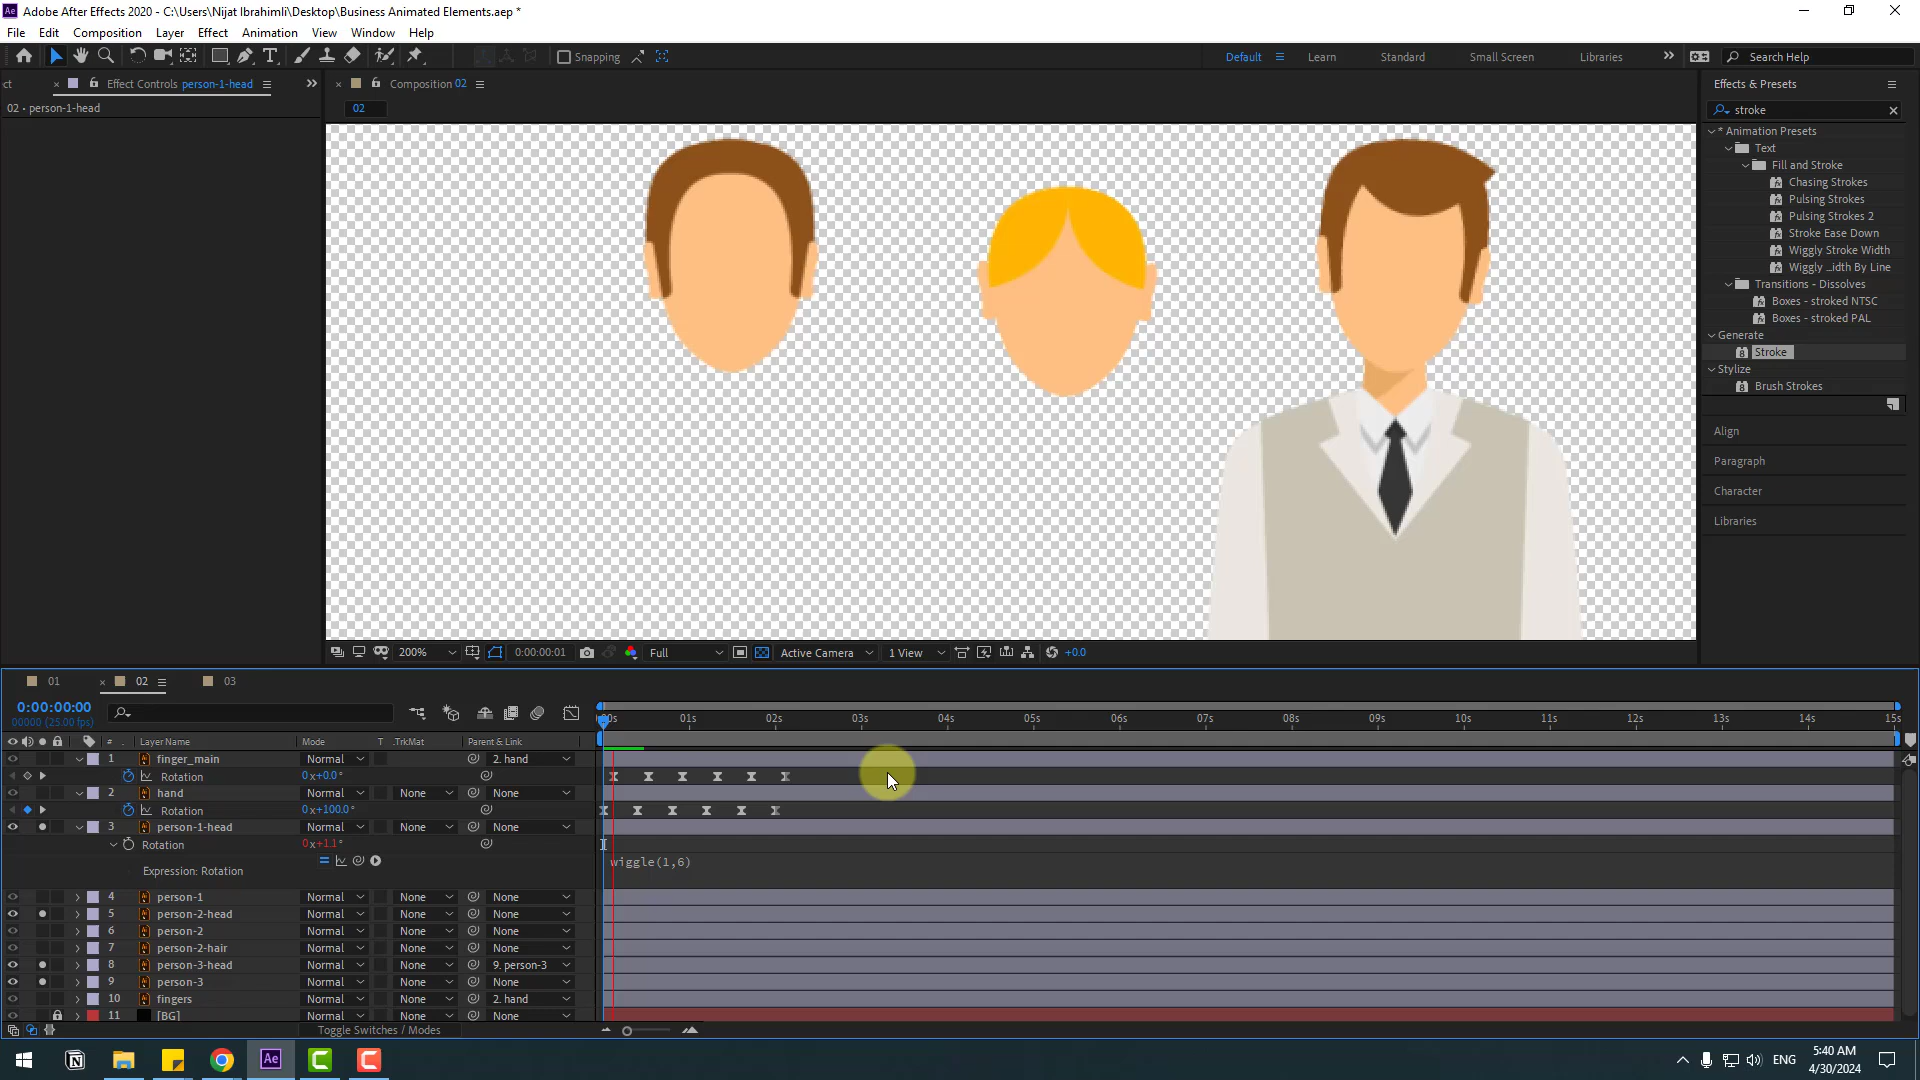 Adobe After Effects 2020 - C:\Users\Nijat Ibrahimli\Desktop\Business Animated Elements.aep *
File Edit Composition Layer Effect Animation View Window Help
Snapping
Default Learn Standard Small Screen Libraries Search Help
ct Effect Controls person-1-head
02 • person-1-head
Composition 02
02
Effects & Presets
stroke
* Animation Presets
Text
Fill and Stroke
Chasing Strokes
Pulsing Strokes
Pulsing Strokes 2
Stroke Ease Down
Wiggly Stroke Width
Wiggly ...idth By Line
Transitions - Dissolves
Boxes - stroked NTSC
Boxes - stroked PAL
Generate
Stroke
Stylize
Brush Strokes
Align
Paragraph
Character
Libraries
200% 0:00:00:01 Full Active Camera 1 View +0.0
01 02 03
0:00:00:00
00000 (25.00 fps)
:00s 01s 02s 03s 04s 05s 06s 07s 08s 09s 10s 11s 12s 13s 14s 15s
# Layer Name Mode T .TrkMat Parent & Link
1 finger_main Normal 2. hand
Rotation 0x+0.0°
2 hand Normal None None
Rotation 0x+100.0°
3 person-1-head Normal None None
Rotation 0x+1.1°
wiggle(1,6)
Expression: Rotation
4 person-1 Normal None None
5 person-2-head Normal None None
6 person-2 Normal None None
7 person-2-hair Normal None None
8 person-3-head Normal None 9. person-3
9 person-3 Normal None None
10 fingers Normal None 2. hand
11 [BG] Normal None None
Toggle Switches / Modes
Ae
ENG
5:40 AM
4/30/2024